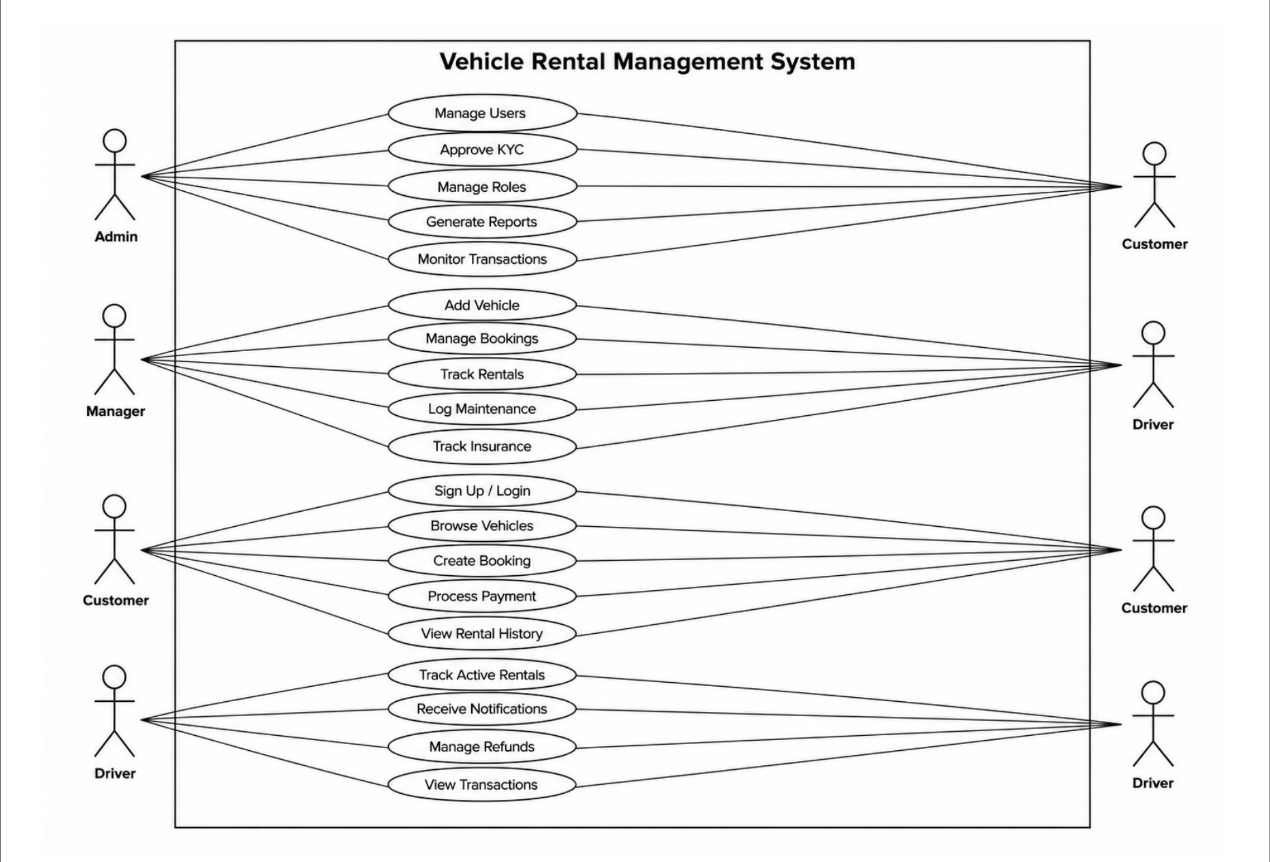 Vehicle Rental Management System
Manage Users
Approve KYC
Manage Roles
Generate Reports
Monitor Transactions
Admin
Customer
Add Vehicle
Manage Bookings
Track Rentals
Log Maintenance
Track Insurance
Manager
Driver
Sign Up / Login
Browse Vehicles
Create Booking
Process Payment
View Rental History
Customer
Customer
Track Active Rentals
Receive Notifications
Manage Refunds
View Transactions
Driver
Driver